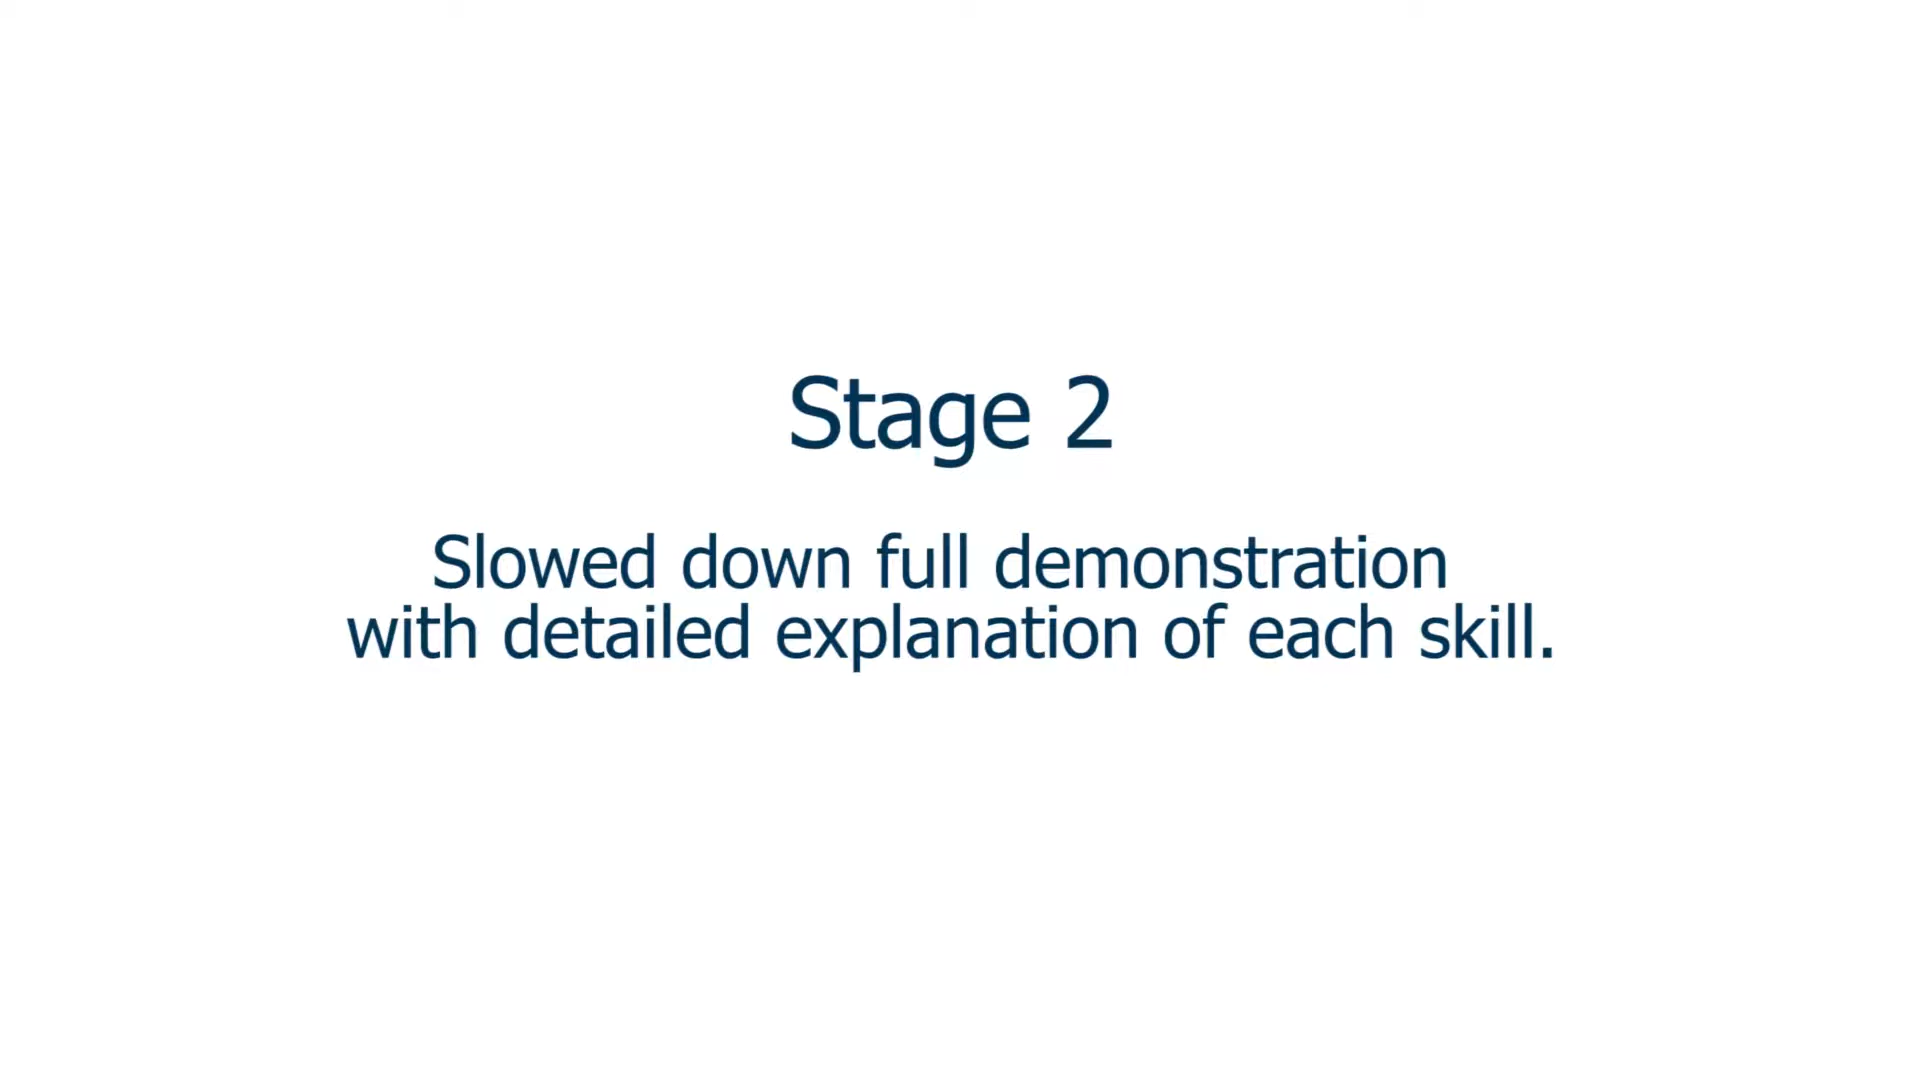 Stage 2
Slowed down full demonstration
with detailed explanation of each skill.